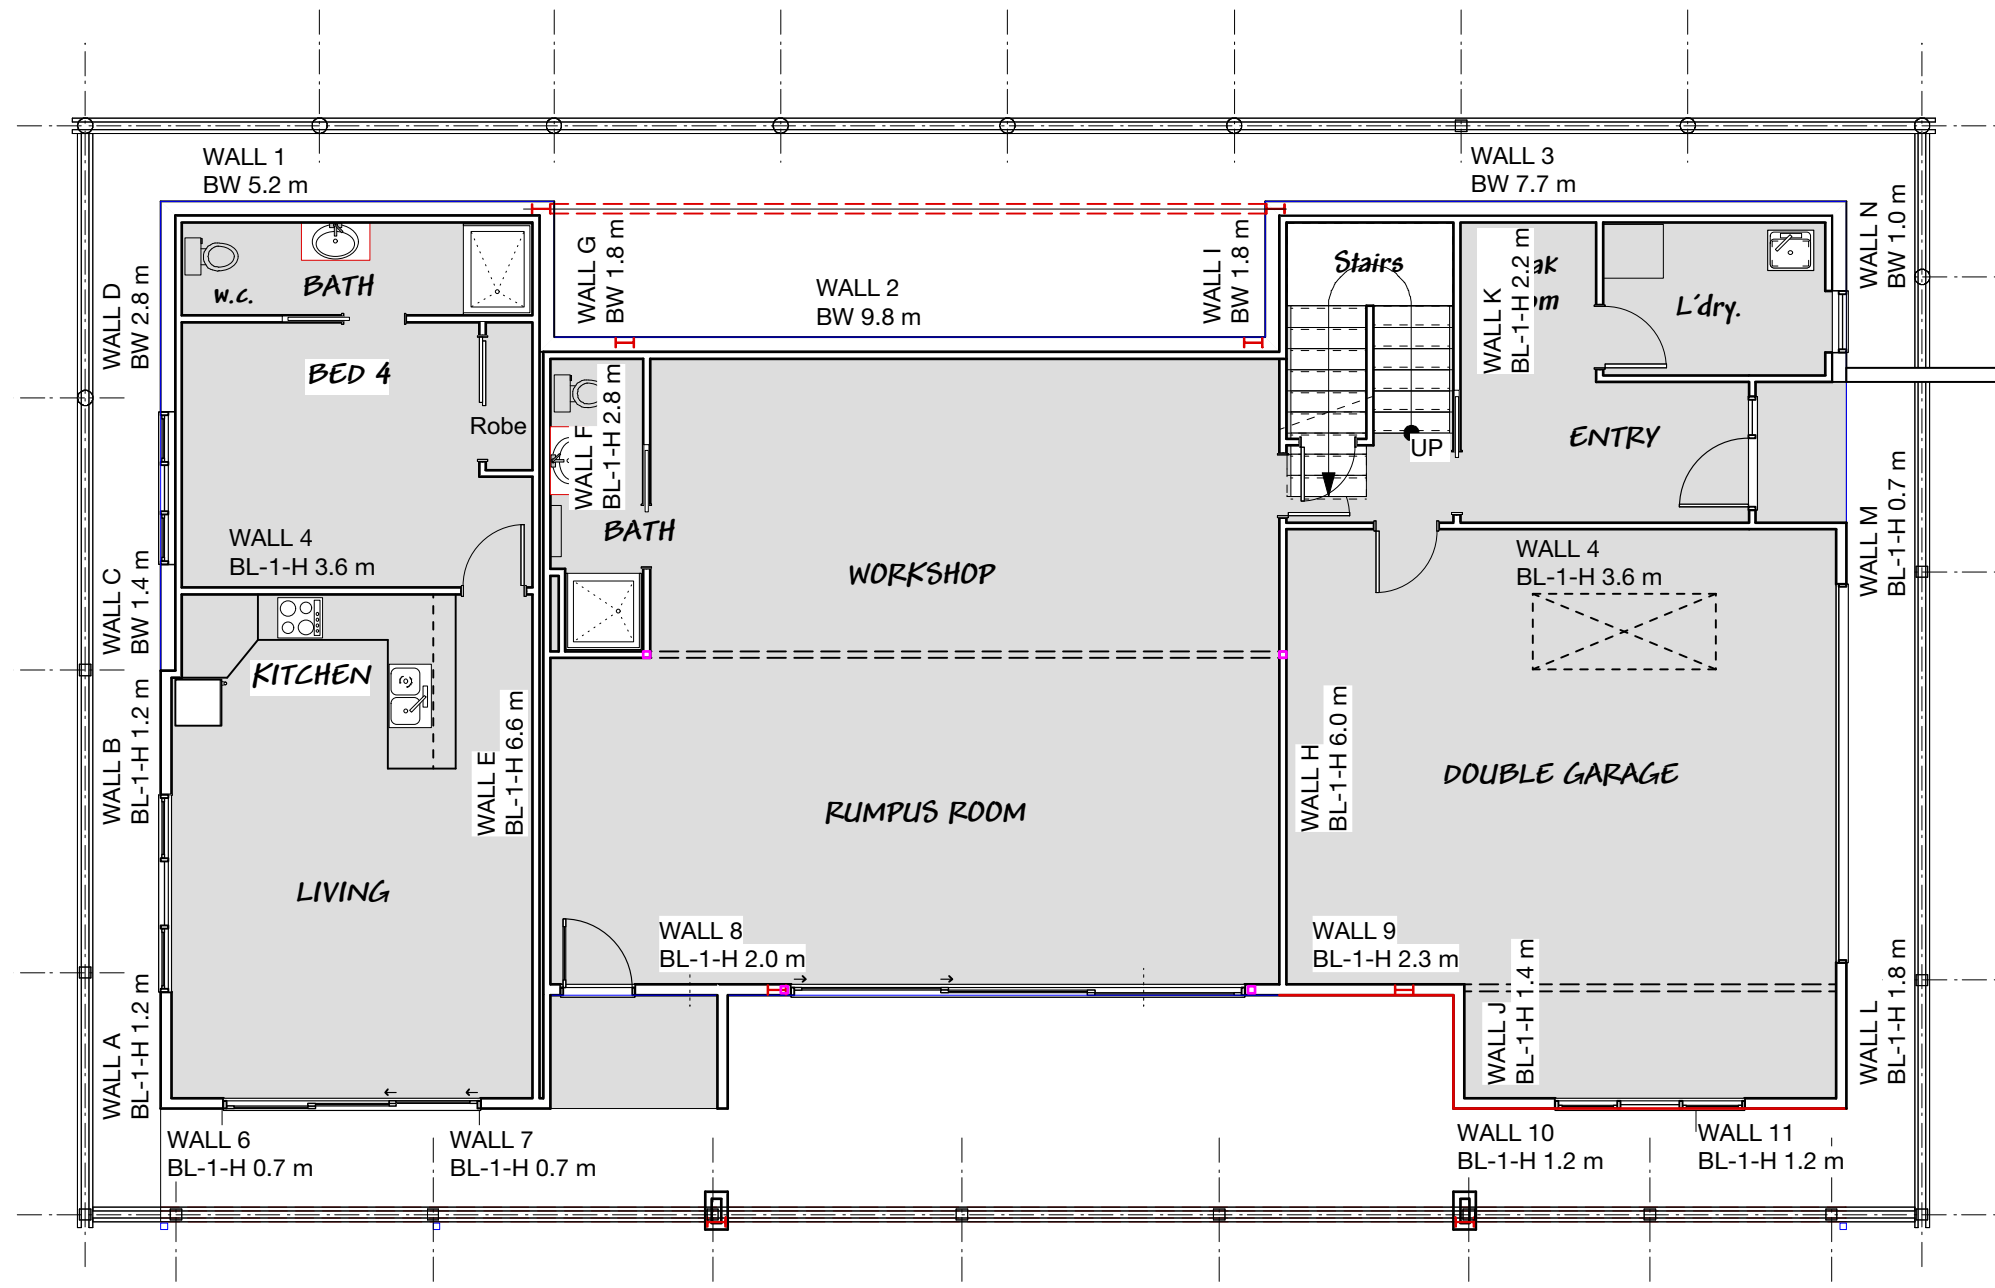 WALL 1
BW 5.2 m
WALL 3
BW 7.7 m
WALL D
BW 2.8 m
W.C.
BATH
WALL G
BW 1.8 m
WALL 2
BW 9.8 m
WALL I
BW 1.8 m
Stairs
WALL K
BL-1-H 2.2 m
L'dry.
WALL N
BW 1.0 m
BED 4
Robe
WALL F
BL-1-H 2.8 m
BATH
UP
ENTRY
WALL 4
BL-1-H 3.6 m
WORKSHOP
WALL 4
BL-1-H 3.6 m
WALL M
BL-1-H 0.7 m
WALL C
BW 1.4 m
KITCHEN
WALL B
BL-1-H 1.2 m
WALL E
BL-1-H 6.6 m
WALL H
BL-1-H 6.0 m
DOUBLE GARAGE
RUMPUS ROOM
LIVING
WALL 8
BL-1-H 2.0 m
WALL 9
BL-1-H 2.3 m
WALL A
BL-1-H 1.2 m
WALL J
BL-1-H 1.4 m
WALL L
BL-1-H 1.8 m
WALL 6
BL-1-H 0.7 m
WALL 7
BL-1-H 0.7 m
WALL 10
BL-1-H 1.2 m
WALL 11
BL-1-H 1.2 m